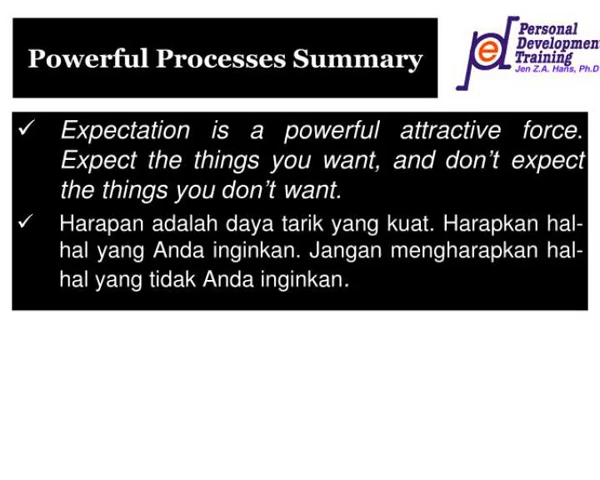 Powerful Processes Summary
Personal
Development
Training
Jen Z.A. Hans, Ph.D
✓ Expectation is a powerful attractive force.
Expect the things you want, and don’t expect
the things you don’t want.
✓ Harapan adalah daya tarik yang kuat. Harapkan hal-
hal yang Anda inginkan. Jangan mengharapkan hal-
hal yang tidak Anda inginkan.